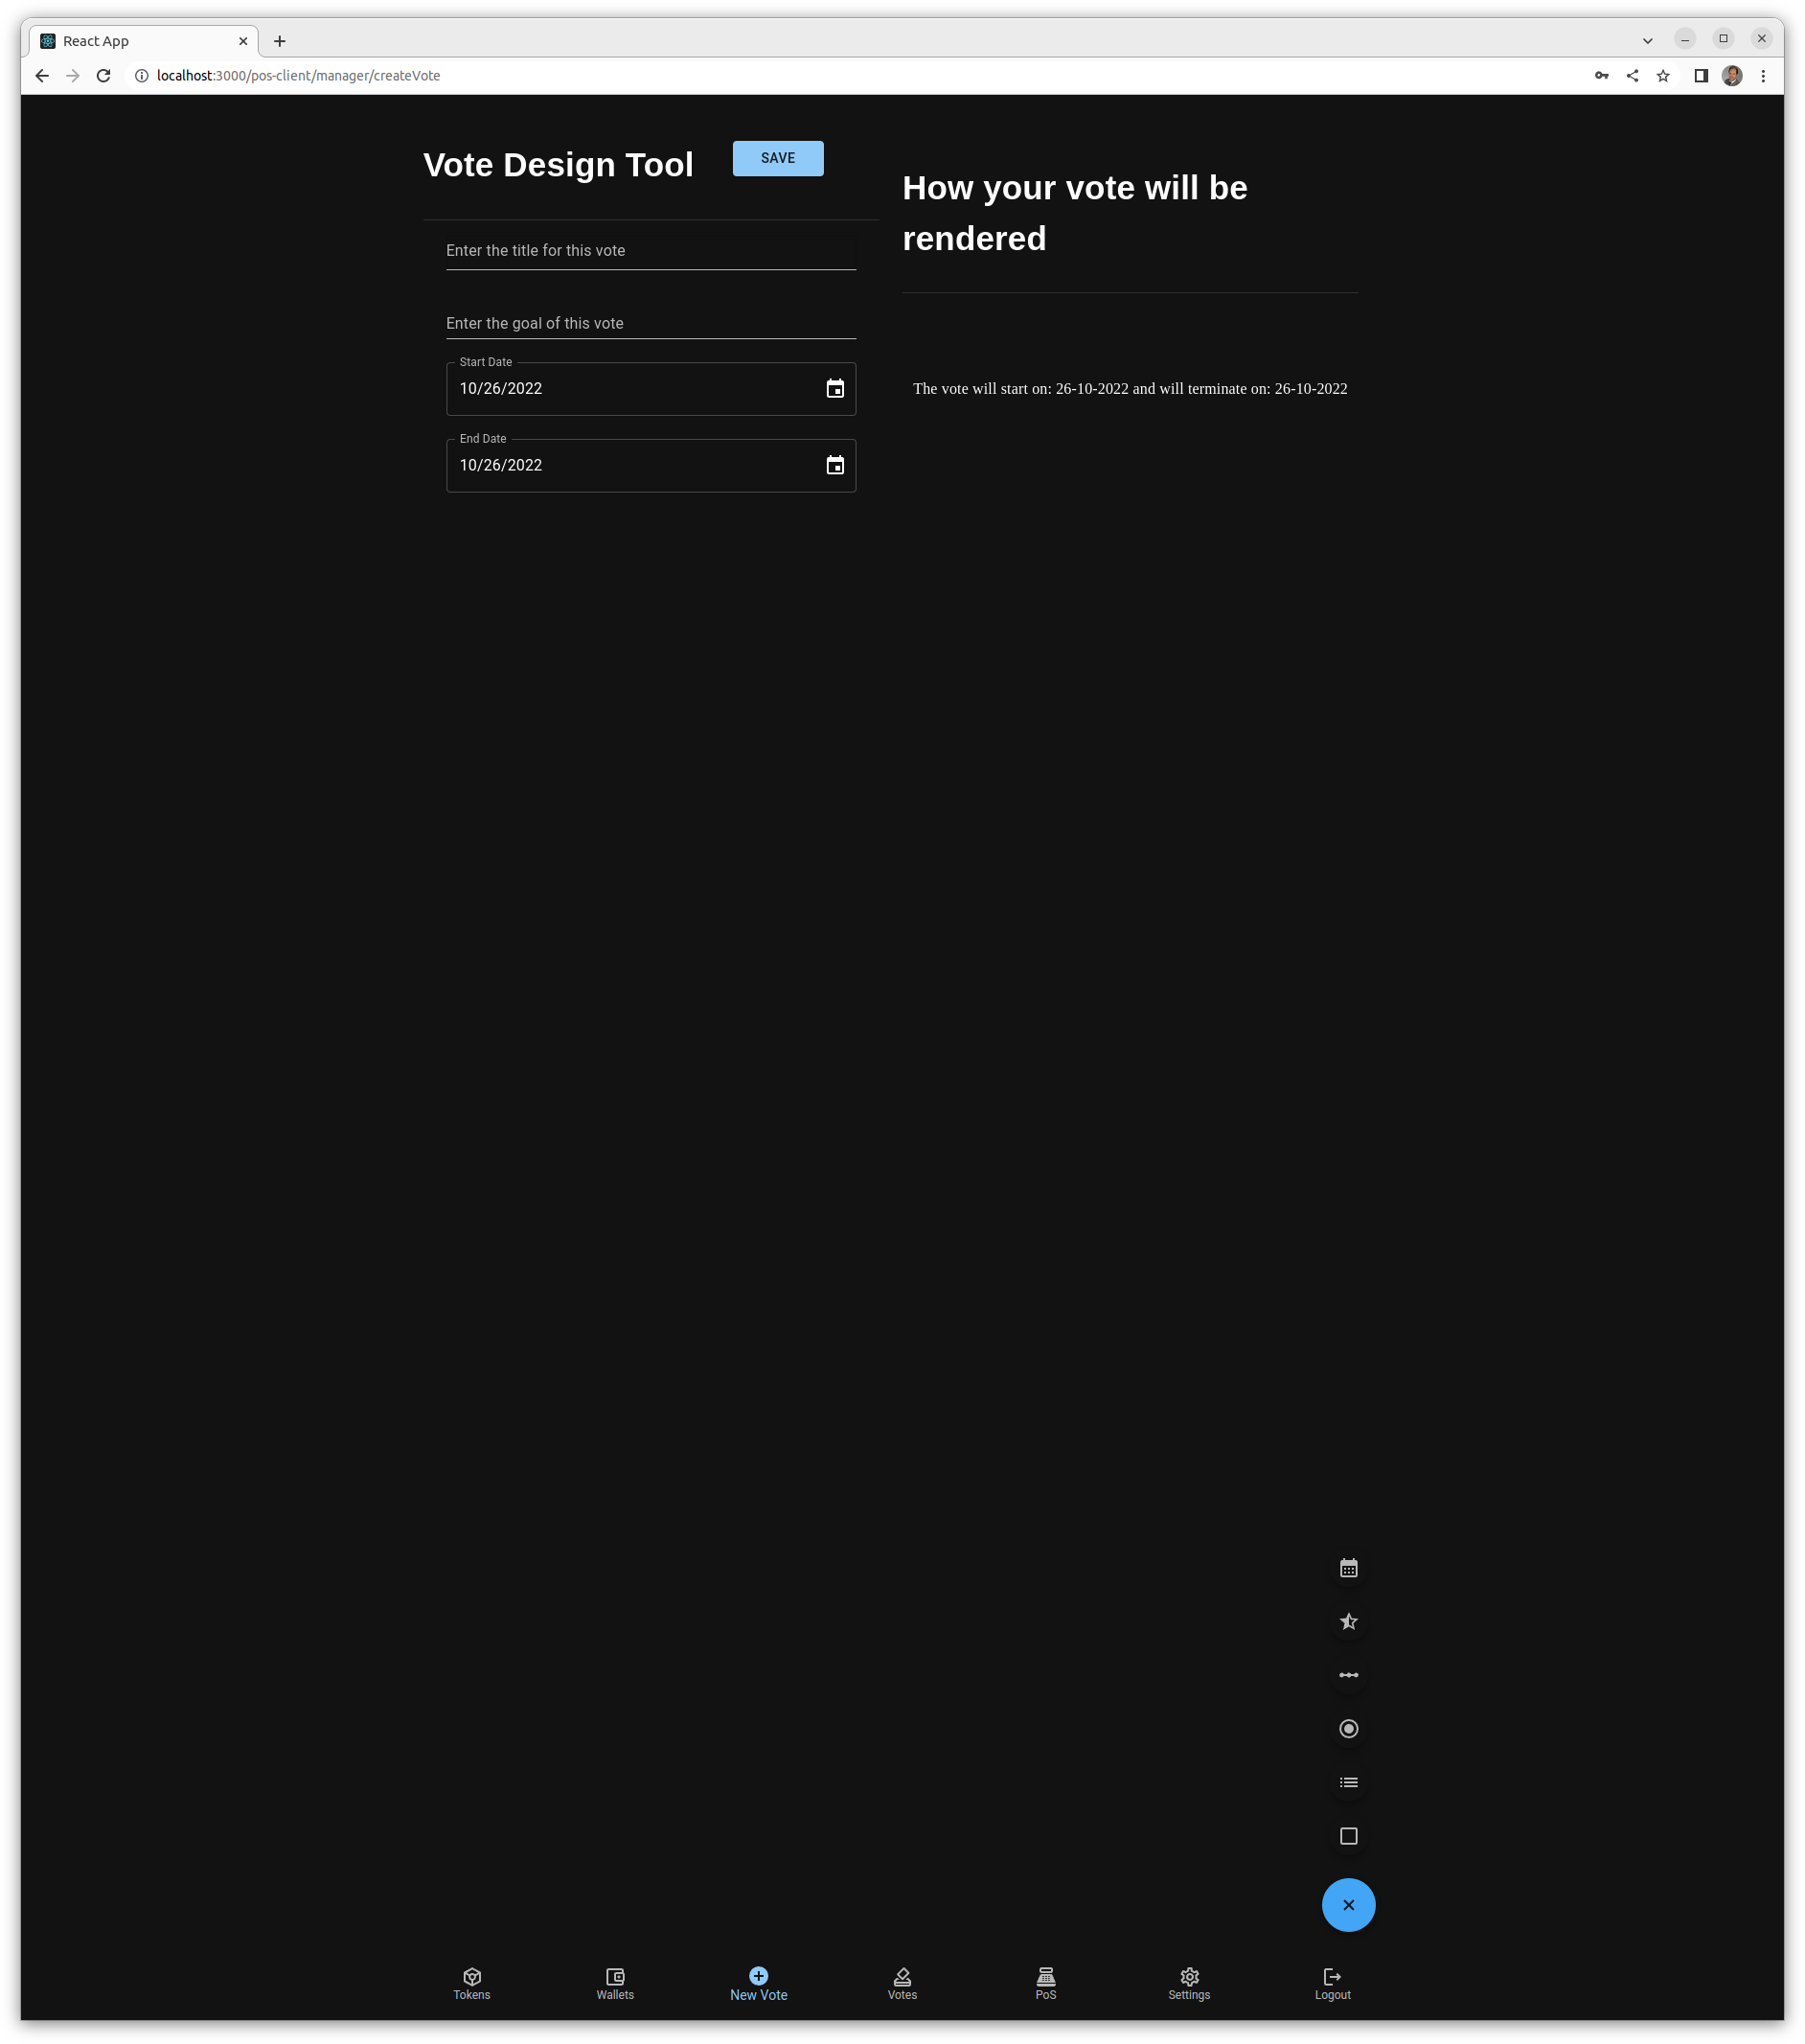 React App
localhost:3000/pos-client/manager/createVote
Vote Design Tool
SAVE
Enter the title for this vote
Enter the goal of this vote
Start Date
10/26/2022
End Date
10/26/2022
How your vote will be
rendered
The vote will start on: 26-10-2022 and will terminate on: 26-10-2022
Tokens
Wallets
New Vote
Votes
PoS
Settings
Logout